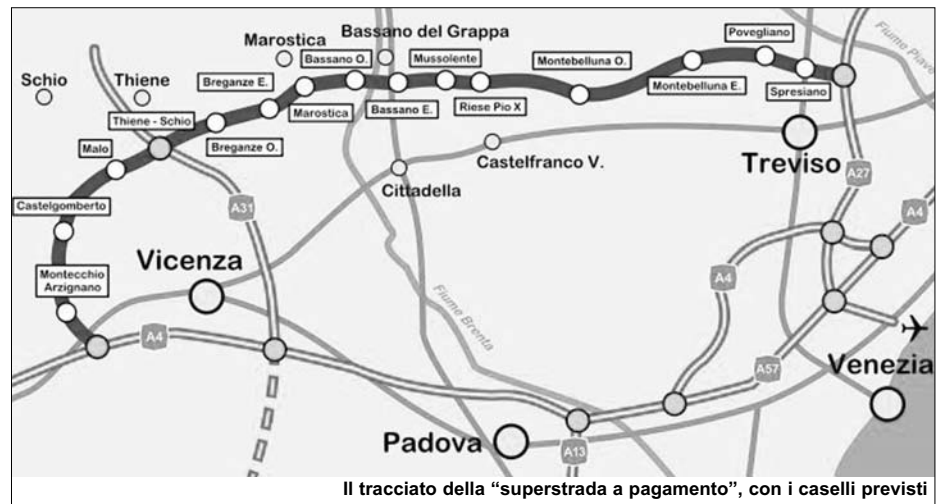 Fiume Piave
Povegliano
Bassano del Grappa
Marostica
Bassano O.
Mussolente
Montebelluna O.
Schio
Thiene
Breganze E.
Thiene - Schio
Marostica
Bassano E.
Riese Pio X
Montebelluna E.
Spresiano
Malo
Breganze O.
Castelfranco V.
Treviso
Cittadella
A27
Castelgomberto
A31
A4
Vicenza
Montecchio
Arzignano
A4
Fiume Brenta
A4
A57
Venezia
Padova
A13
Il tracciato della “superstrada a pagamento”, con i caselli previsti